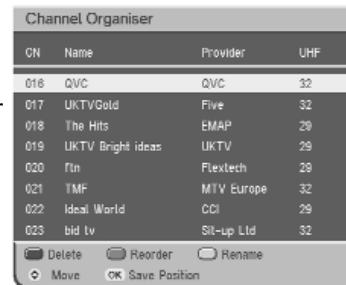 Channel Organiser
CN Name Provider UHF
016 QVC QVC 32
017 UKTVGold Five 32
018 The Hits EMAP 29
019 UKTV Bright ideas UKTV 29
020 ftn Flextech 29
021 TMF MTV Europe 32
022 Ideal World CCI 29
023 bid tv Sit-up Ltd 32
Delete Reorder Rename
Move OK Save Position